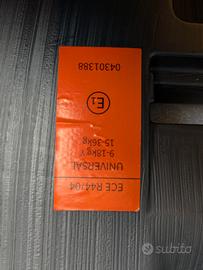 ECE R44/04
UNIVERSAL
9-18kg Y
15-36kg
E1
04301388
subito